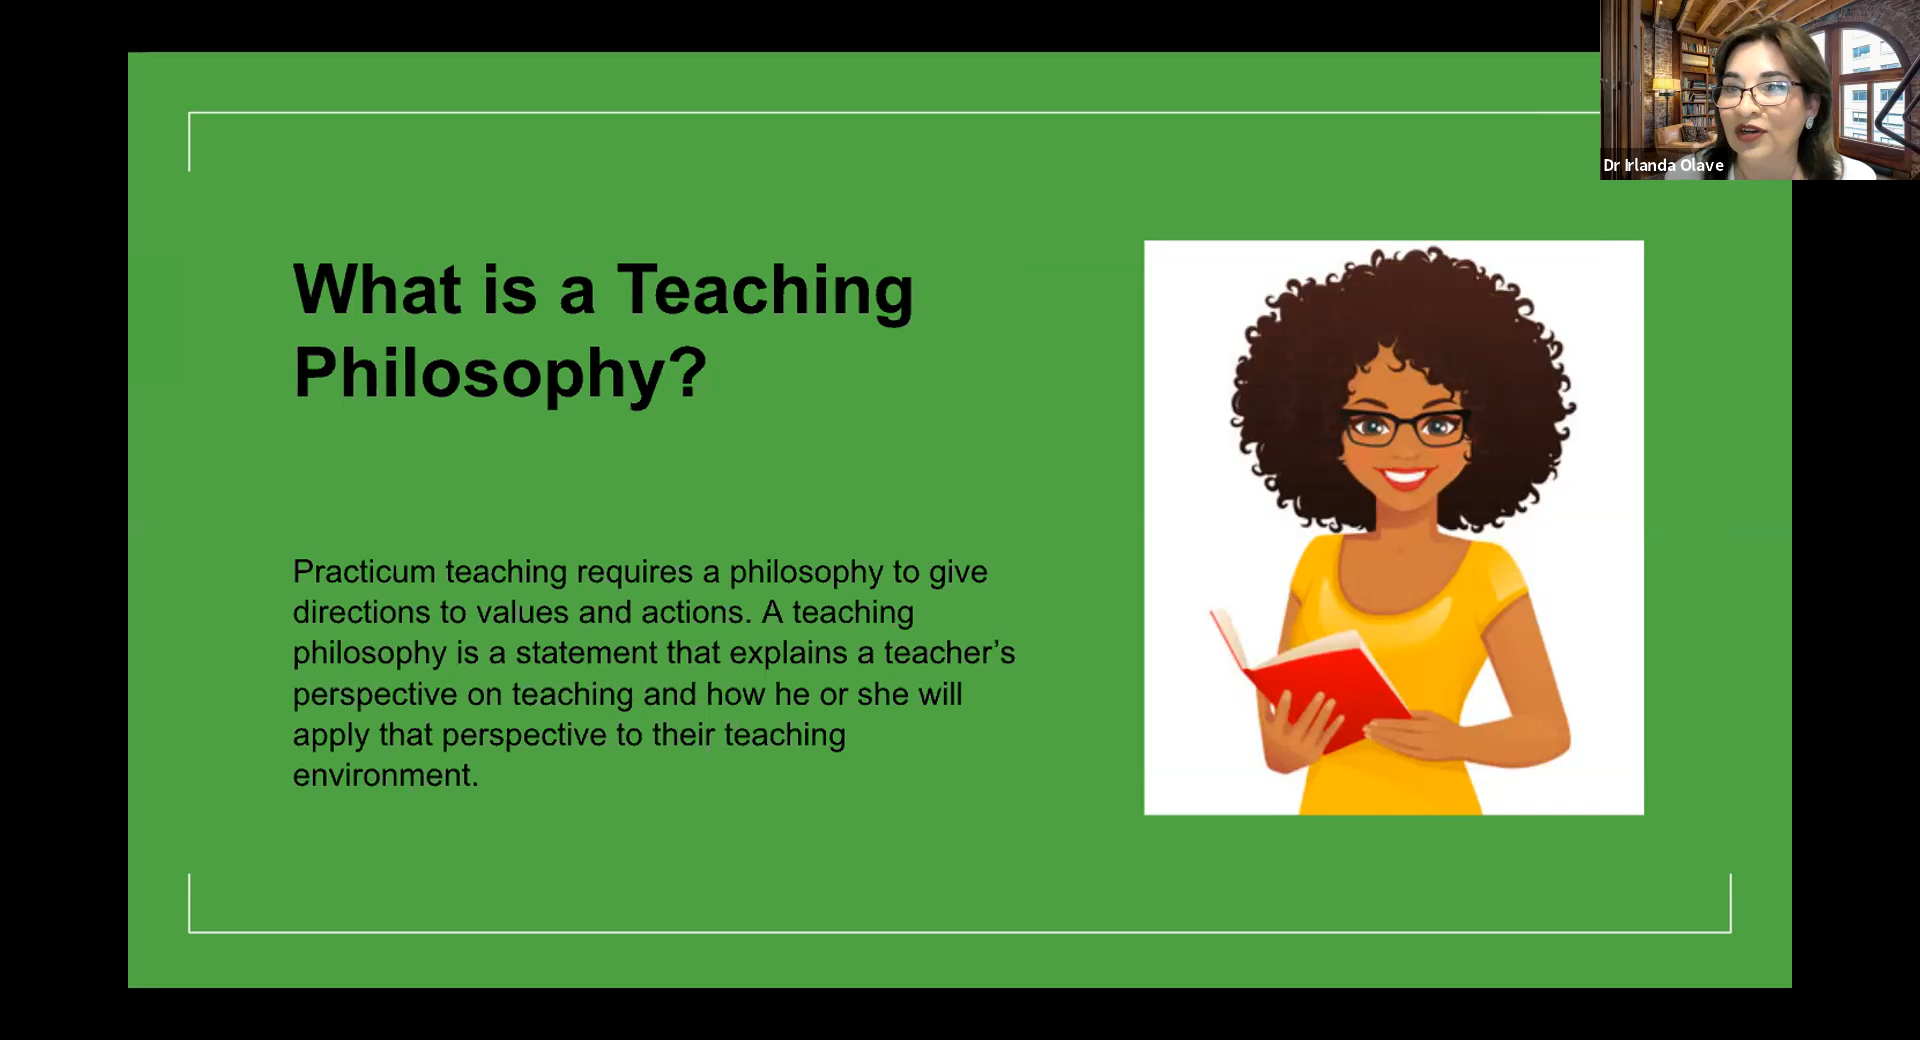 Dr Irlanda Olave
What is a Teaching
Philosophy?
Practicum teaching requires a philosophy to give
directions to values and actions. A teaching
philosophy is a statement that explains a teacher’s
perspective on teaching and how he or she will
apply that perspective to their teaching
environment.